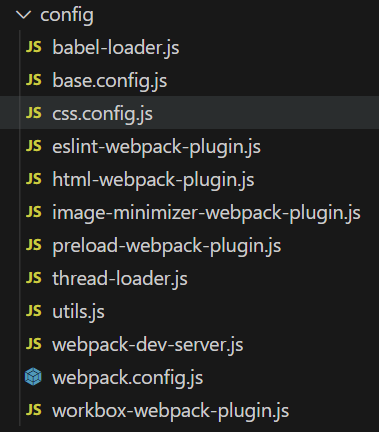 config
JS babel-loader.js
JS base.config.js
JS css.config.js
JS eslint-webpack-plugin.js
JS html-webpack-plugin.js
JS image-minimizer-webpack-plugin.js
JS preload-webpack-plugin.js
JS thread-loader.js
JS utils.js
JS webpack-dev-server.js
webpack.config.js
JS workbox-webpack-plugin.js